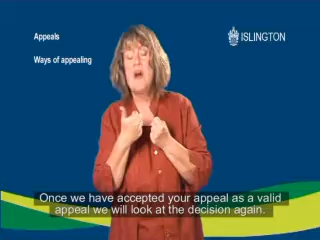 Appeals
ISLINGTON
Ways of appealing
Once we have accepted your appeal as a valid
appeal we will look at the decision again.